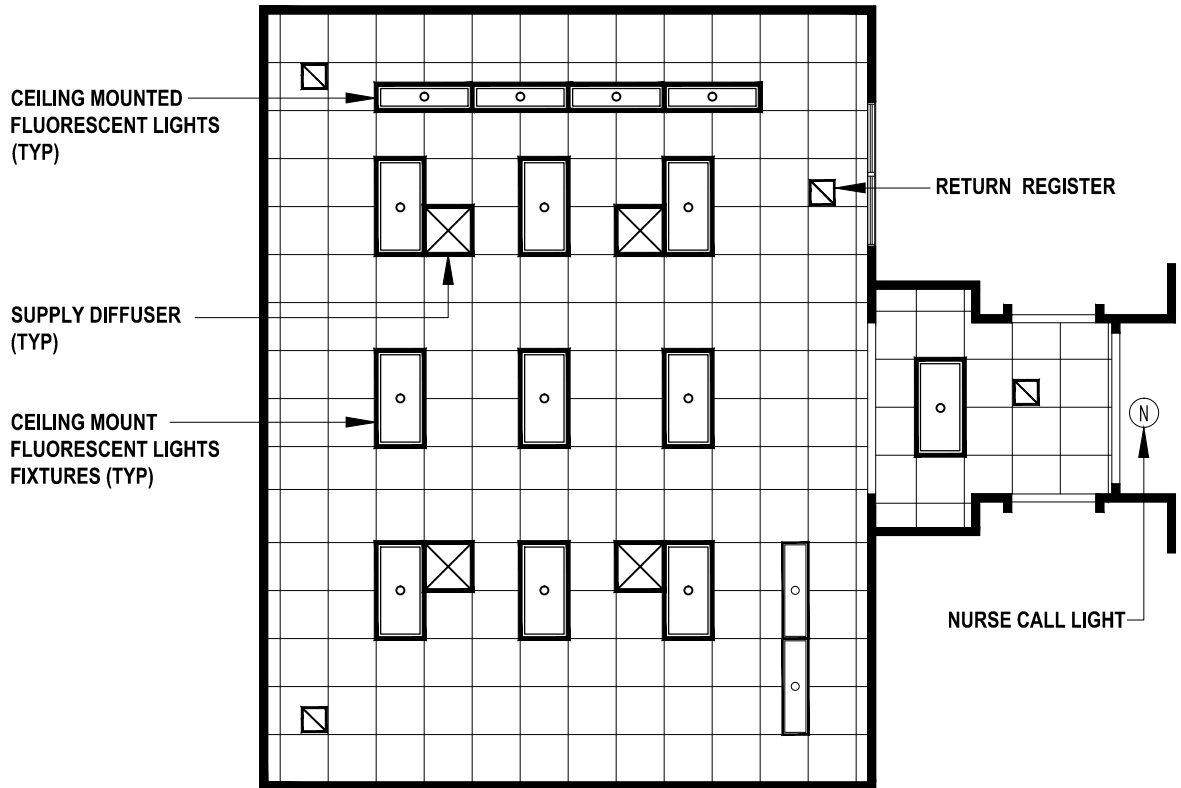 CEILING MOUNTED
FLUORESCENT LIGHTS
(TYP)
RETURN REGISTER
SUPPLY DIFFUSER
(TYP)
CEILING MOUNT
FLUORESCENT LIGHTS
FIXTURES (TYP)
N
NURSE CALL LIGHT